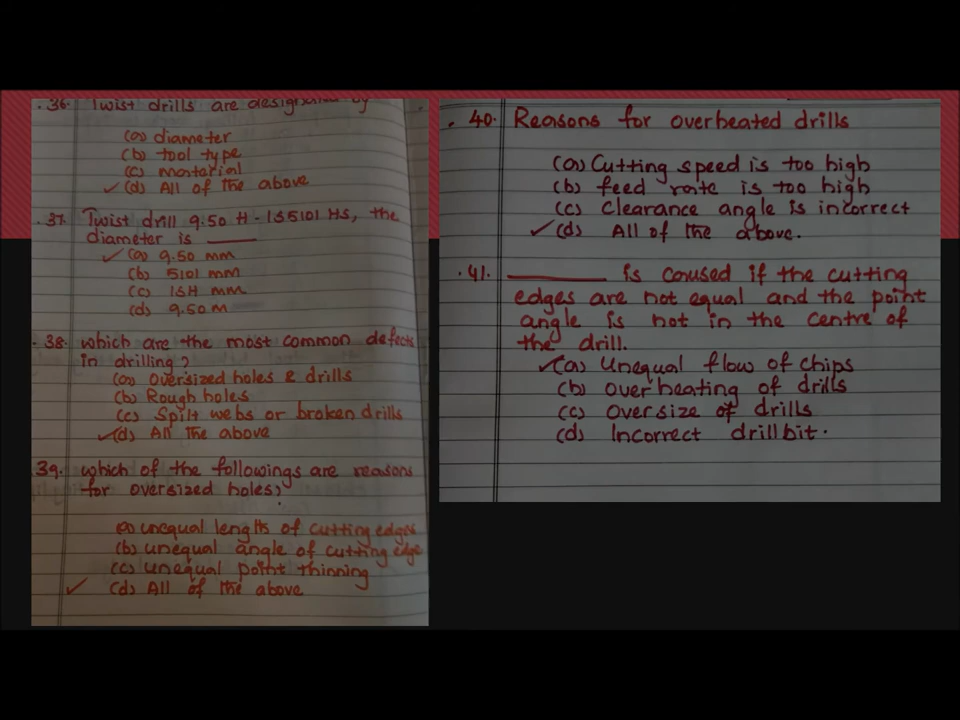 .36. Twist drills are designated by
(a) diameter
(b) tool type
(c) material
✓(d) All of the above
.37. Twist drill 9.50 H - IS5101 HS, the
diameter is ______
✓(a) 9.50 mm
(b) 5101 mm
(c) ISH mm
(d) 9.50 M
.38. which are the most common defects
in drilling?
(a) oversized holes & drills
(b) Rough holes
(c) Spilt webs or broken drills
✓(d) All the above
39. which of the followings are reasons
for oversized holes?
(a) unequal lengths of cutting edges
(b) unequal angle of cutting edge
(c) unequal point thinning
✓ (d) All of the above
. 40. Reasons for overheated drills
(a) Cutting speed is too high
(b) feed rate is too high
(c) Clearance angle is incorrect
✓(d) All of the above.
.41. ______ is caused if the cutting
edges are not equal and the point
angle is not in the centre of
the drill.
✓(a) Unequal flow of chips
(b) Over heating of drills
(c) Over size of drills
(d) Incorrect drill bit.